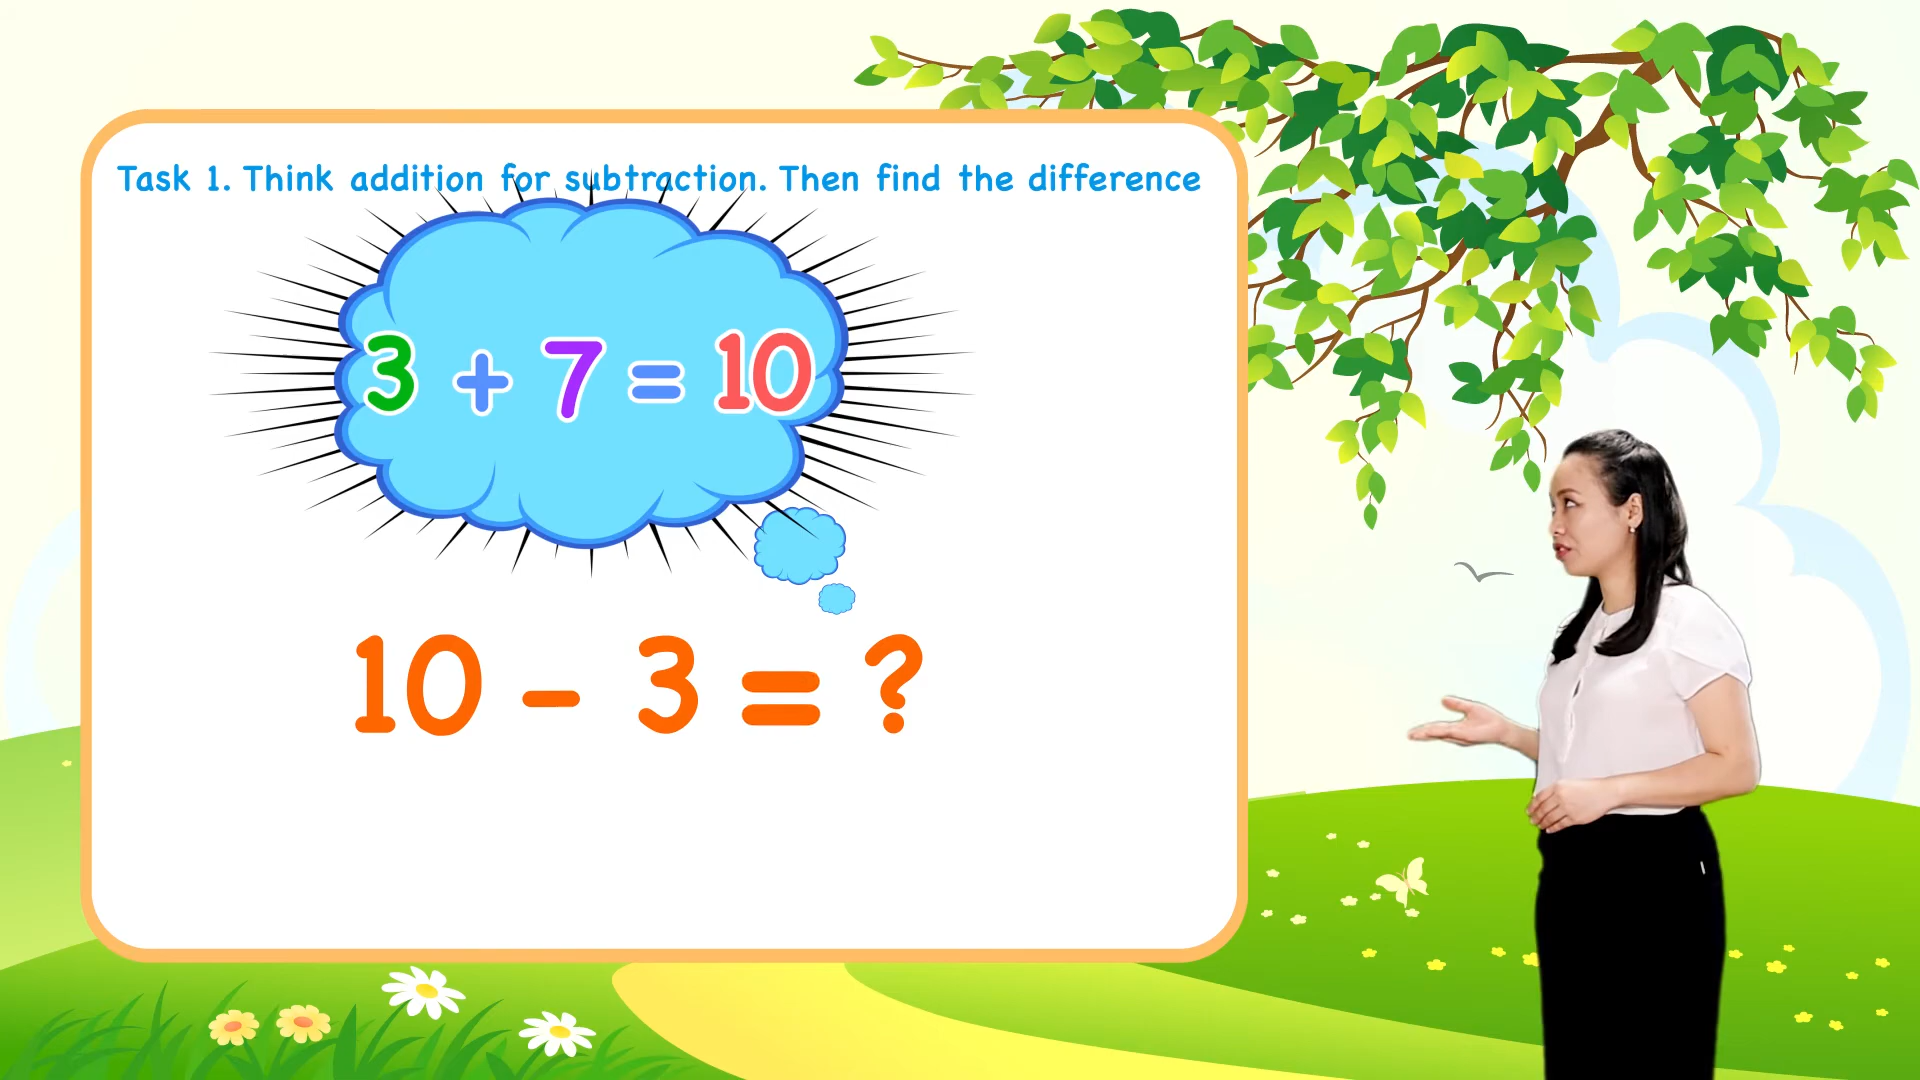 Task 1. Think addition for subtraction. Then find the difference
3 + 7 = 10
10 - 3 = ?